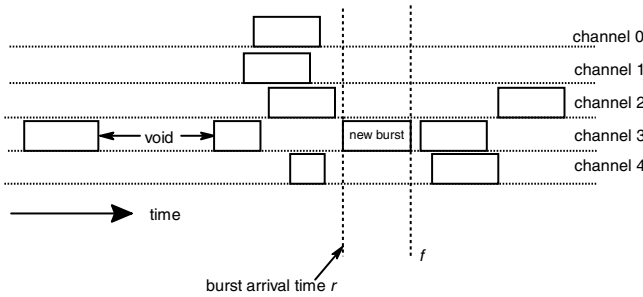 channel 0
channel 1
channel 2
void
new burst
channel 3
channel 4
time
f
burst arrival time r